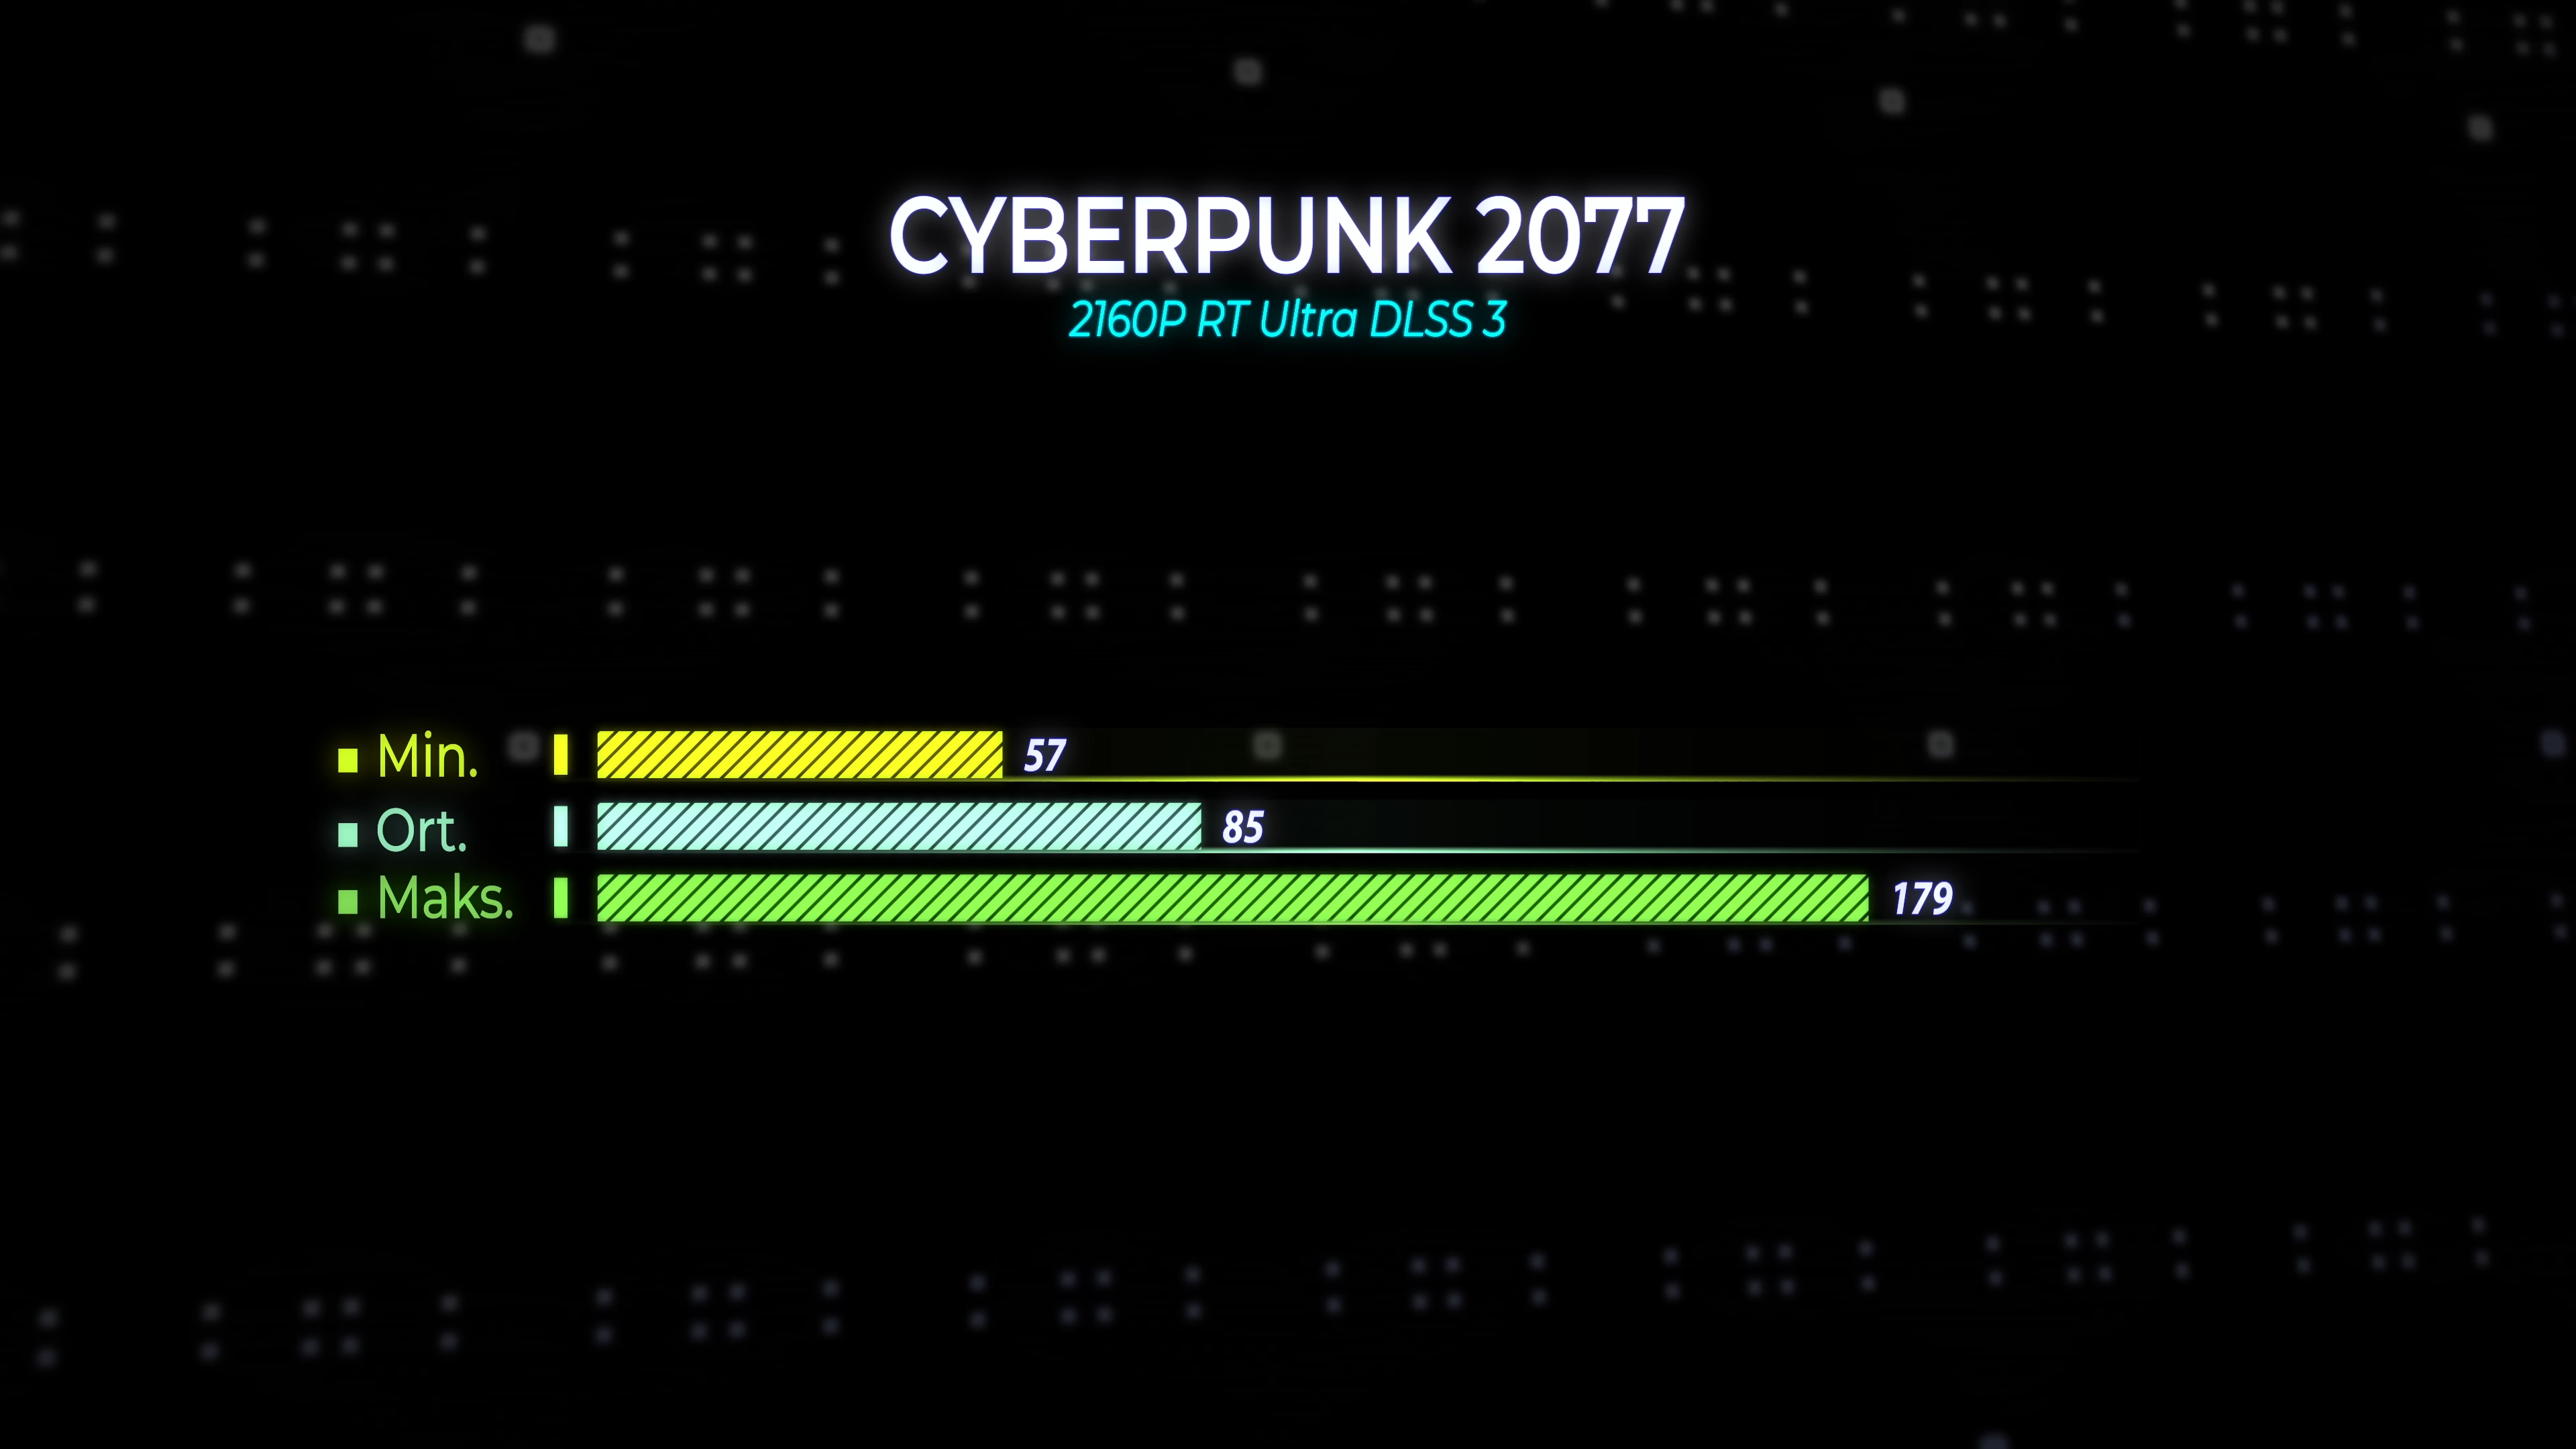 CYBERPUNK 2077
2160P RT Ultra DLSS 3
Min. 57
Ort. 85
Maks. 179